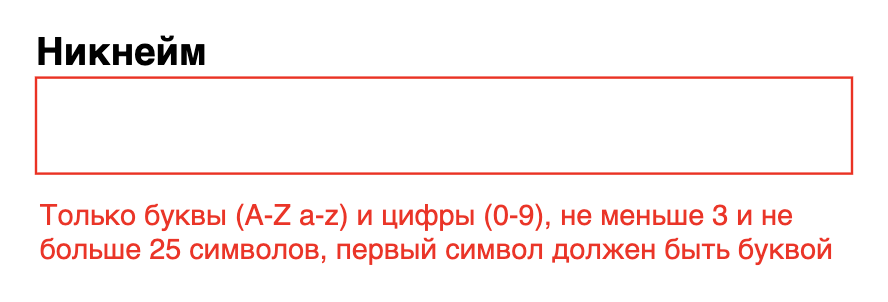 Никнейм
Только буквы (A-Z a-z) и цифры (0-9), не меньше 3 и не
больше 25 символов, первый символ должен быть буквой